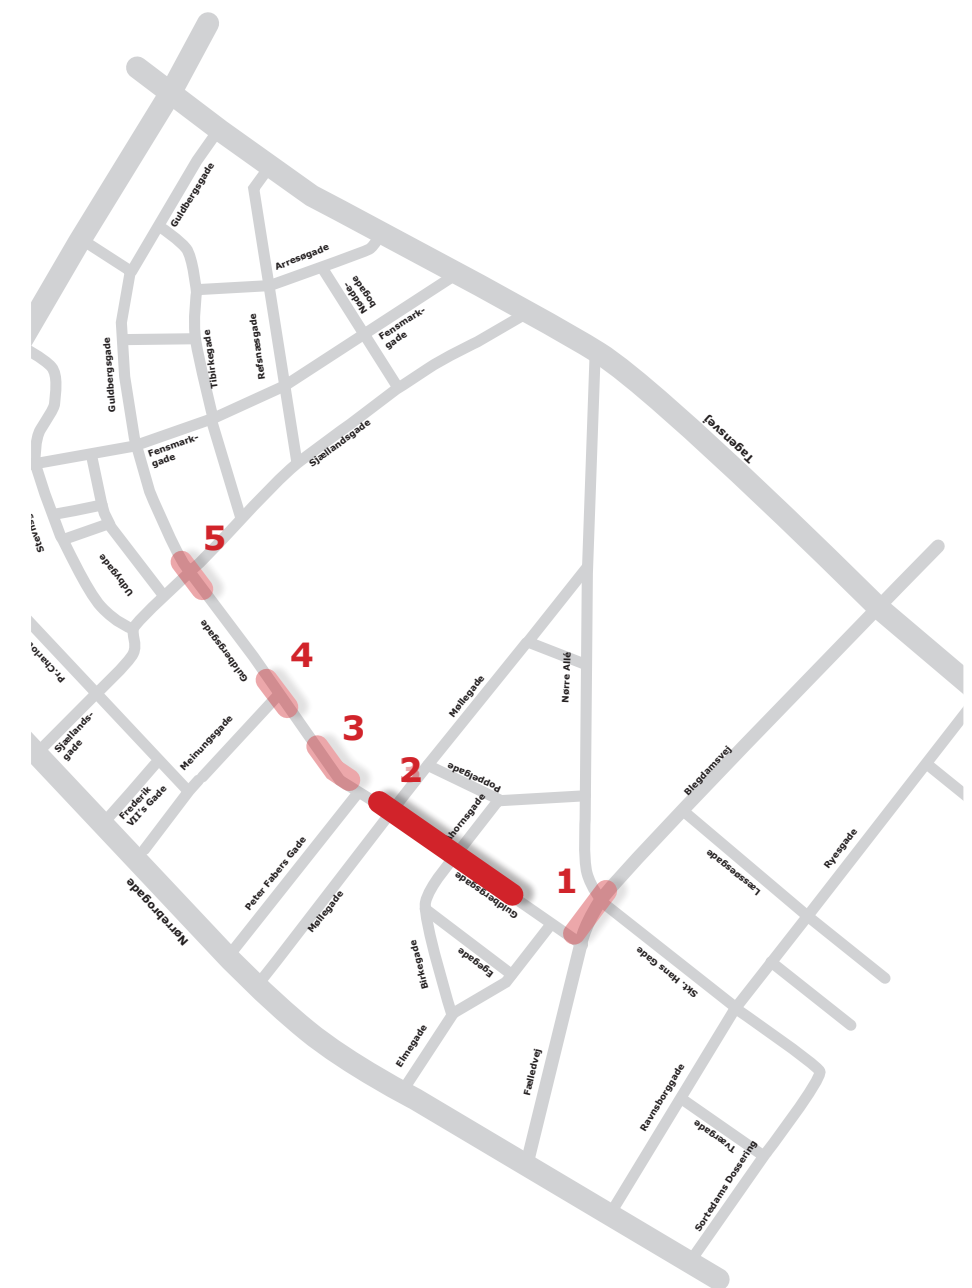 Guldbergsgade
Arresøgade
Nødde-
bogade
Fensmark-
gade
Guldbergsgade
Tibirkegade
Refsnæsgade
Tagensvej
Fensmark-
gade
Sjællandsgade
5
Udbygade
Guldbergsgade
4
Nørre Allé
Møllegade
Sjællands-
gade
Meinungsgade
3
2
Poppelgade
Blegdamsvej
Frederik
VII's Gade
Peter Fabers Gade
Guldbergsgade
1
Læssøesgade
Ryesgade
Nørrebrogade
Møllegade
Birkegade
Egegade
Skt. Hans Gade
Elmegade
Fælledvej
Ravnsborggade
Tværgade
Sortedams Dossering